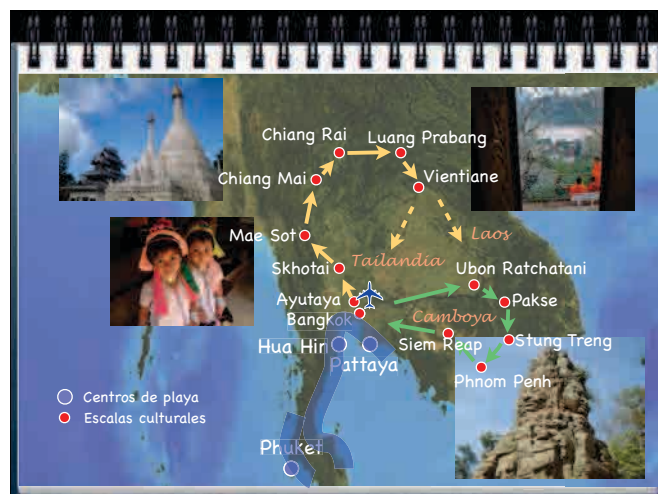 Chiang Rai
Luang Prabang
Chiang Mai
Vientiane
Mae Sot
Laos
Tailandia
Skhotai
Ubon Ratchatani
Ayutaya
Pakse
Bangkok
Camboya
Hua Hin
Siem Reap
Stung Treng
Pattaya
Phnom Penh
Centros de playa
Escalas culturales
Phuket